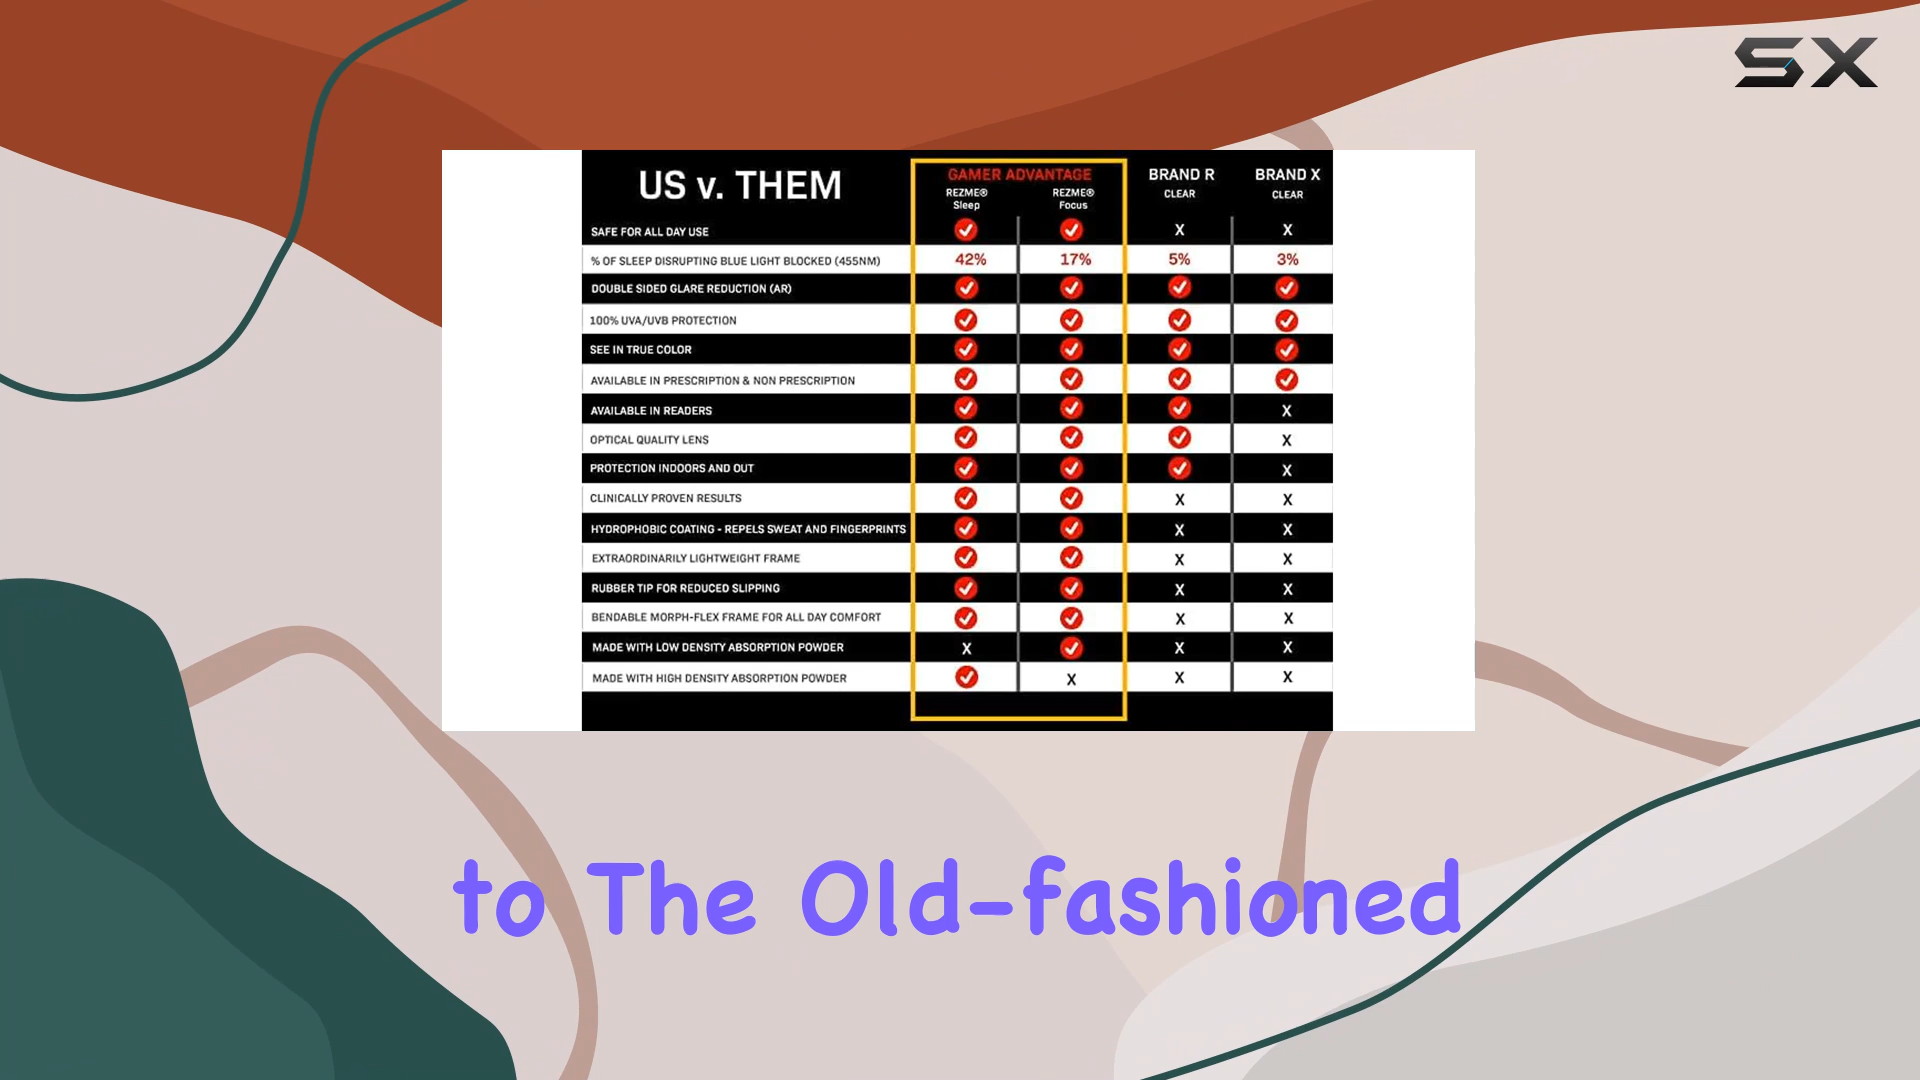 SX
US v. THEM GAMER ADVANTAGE BRAND R BRAND X
REZME® REZME® CLEAR CLEAR
Sleep Focus
SAFE FOR ALL DAY USE X X
% OF SLEEP DISRUPTING BLUE LIGHT BLOCKED (455NM) 42% 17% 5% 3%
DOUBLE SIDED GLARE REDUCTION (AR)
100% UVA/UVB PROTECTION
SEE IN TRUE COLOR
AVAILABLE IN PRESCRIPTION & NON PRESCRIPTION
AVAILABLE IN READERS X
OPTICAL QUALITY LENS X
PROTECTION INDOORS AND OUT X
CLINICALLY PROVEN RESULTS X X
HYDROPHOBIC COATING - REPELS SWEAT AND FINGERPRINTS X X
EXTRAORDINARILY LIGHTWEIGHT FRAME X X
RUBBER TIP FOR REDUCED SLIPPING X X
BENDABLE MORPH-FLEX FRAME FOR ALL DAY COMFORT X X
MADE WITH LOW DENSITY ABSORPTION POWDER X X X
MADE WITH HIGH DENSITY ABSORPTION POWDER X X X
to The Old-fashioned